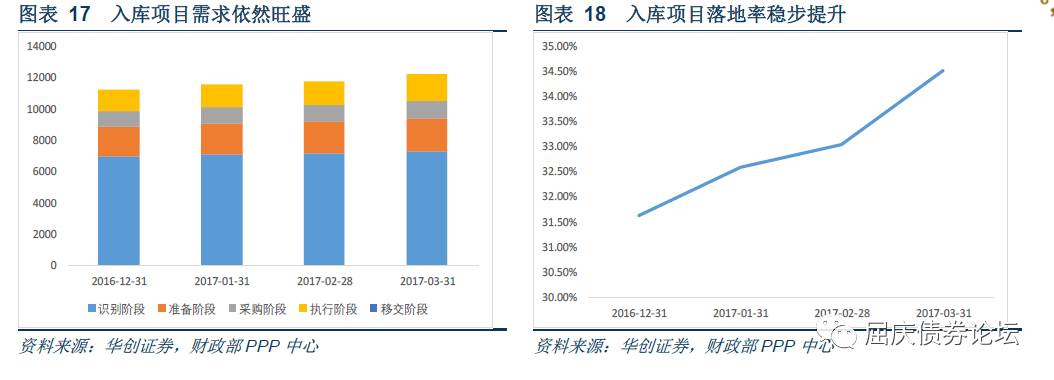 图表 17 入库项目需求依然旺盛
14000
12000
10000
8000
6000
4000
2000
0
2016-12-31 2017-01-31 2017-02-28 2017-03-31
识别阶段 准备阶段 采购阶段 执行阶段 移交阶段
资料来源：华创证券，财政部 PPP 中心
图表 18 入库项目落地率稳步提升
35.00%
34.50%
34.00%
33.50%
33.00%
32.50%
32.00%
31.50%
31.00%
30.50%
30.00%
2016-12-31 2017-01-31 2017-02-28 2017-03-31
资料来源：华创证券，财政部 PPP 中心
屈庆债券论坛